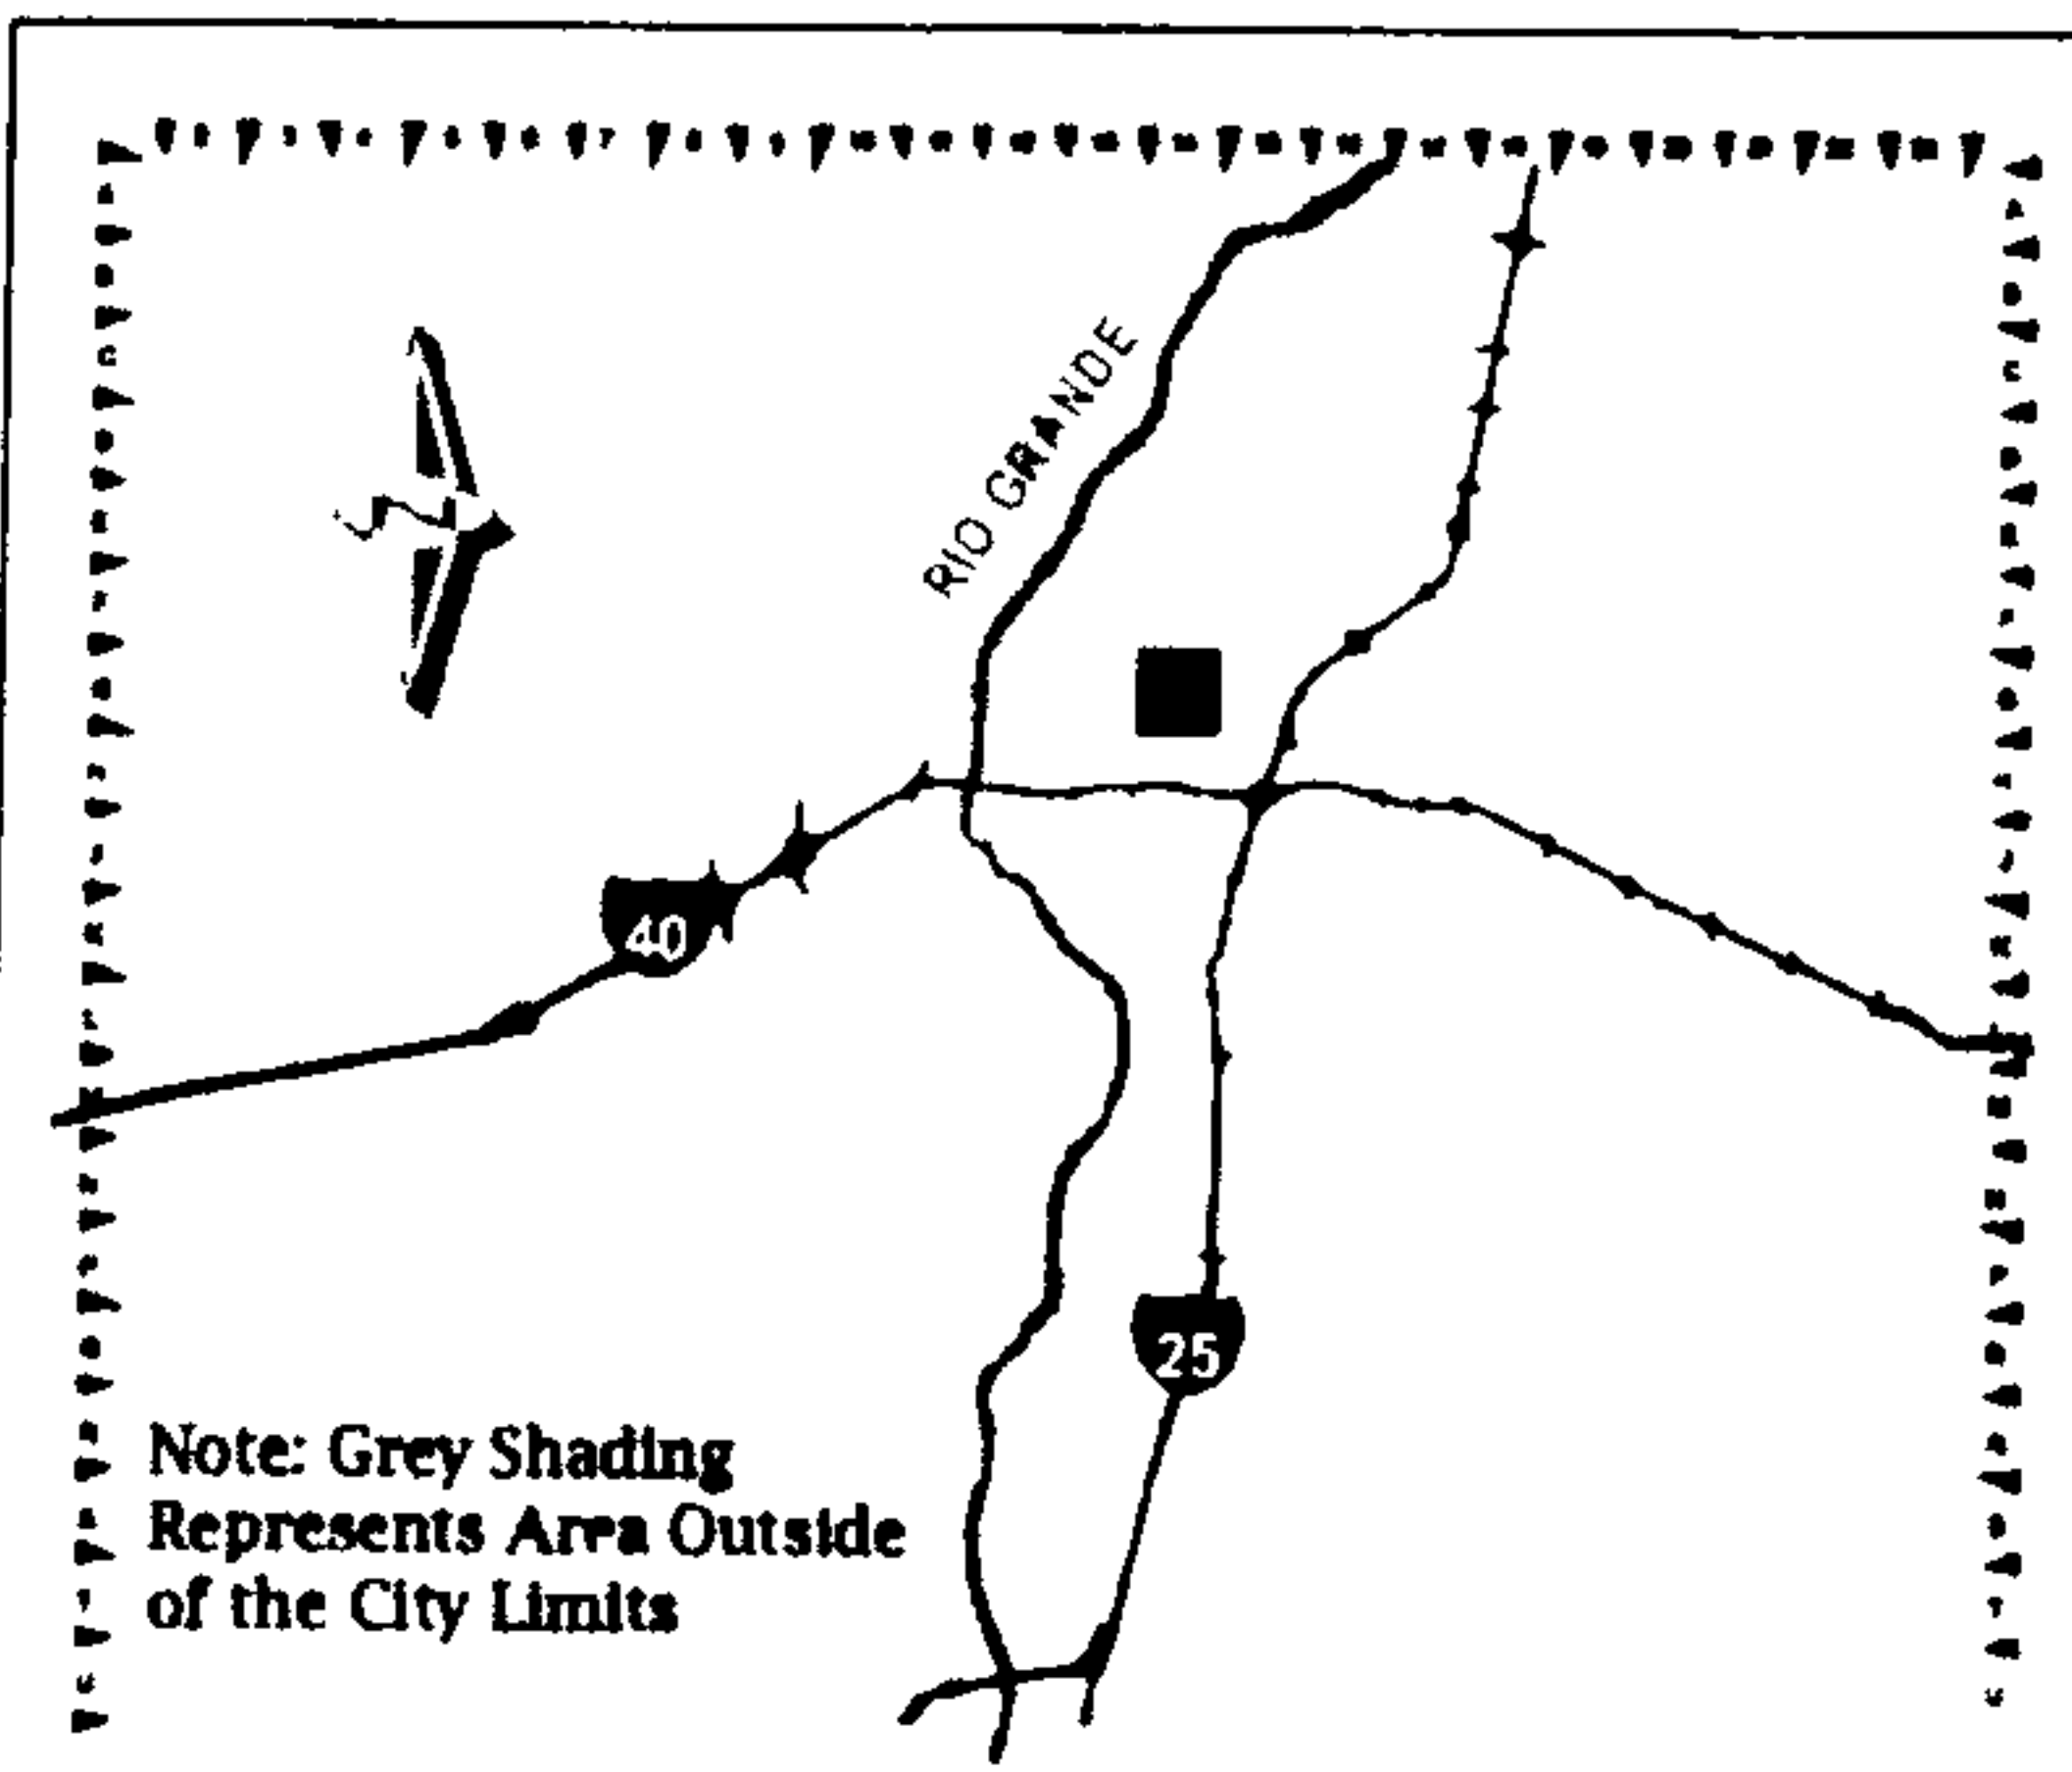 RIO GRANDE
40
25
Note: Grey Shading
Represents Area Outside
of the City Limits